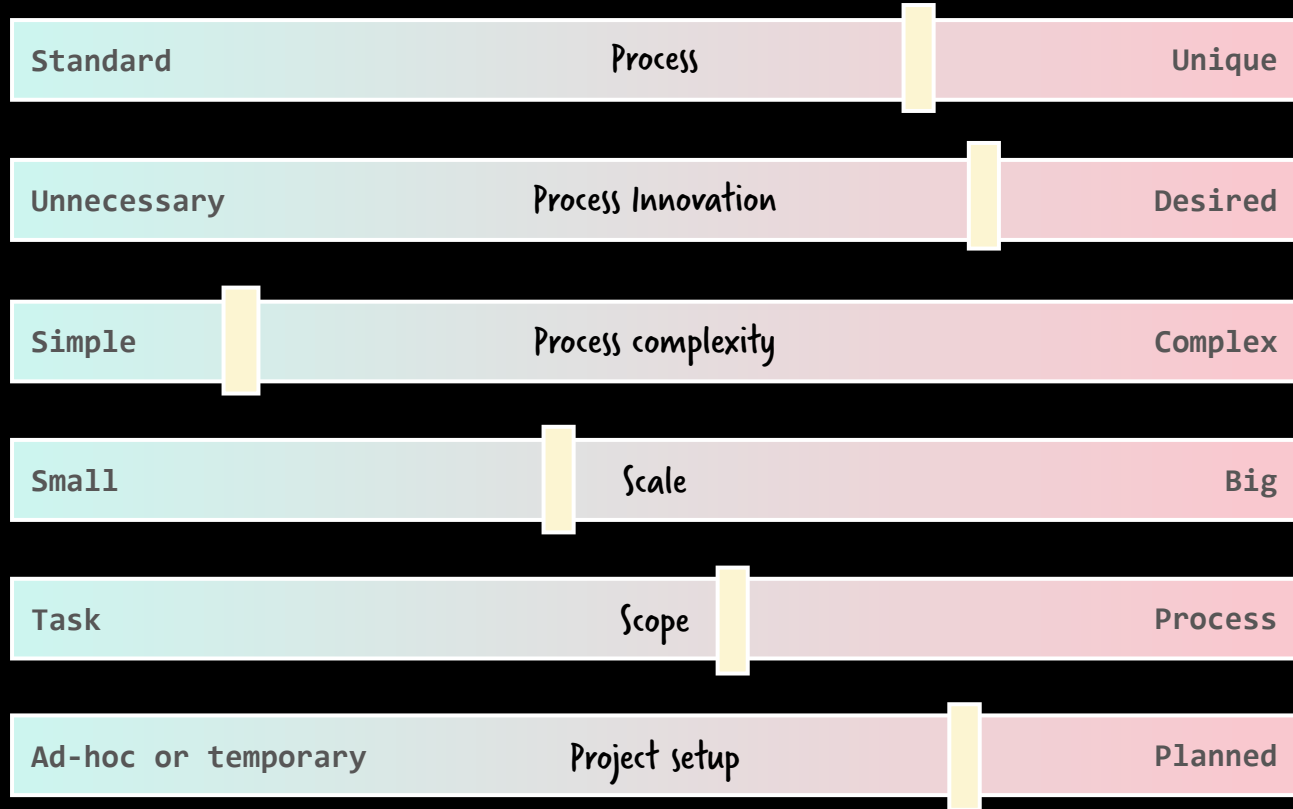 Standard Process Unique
Unnecessary Process Innovation Desired
Simple Process complexity Complex
Small Scale Big
Task Scope Process
Ad-hoc or temporary Project setup Planned